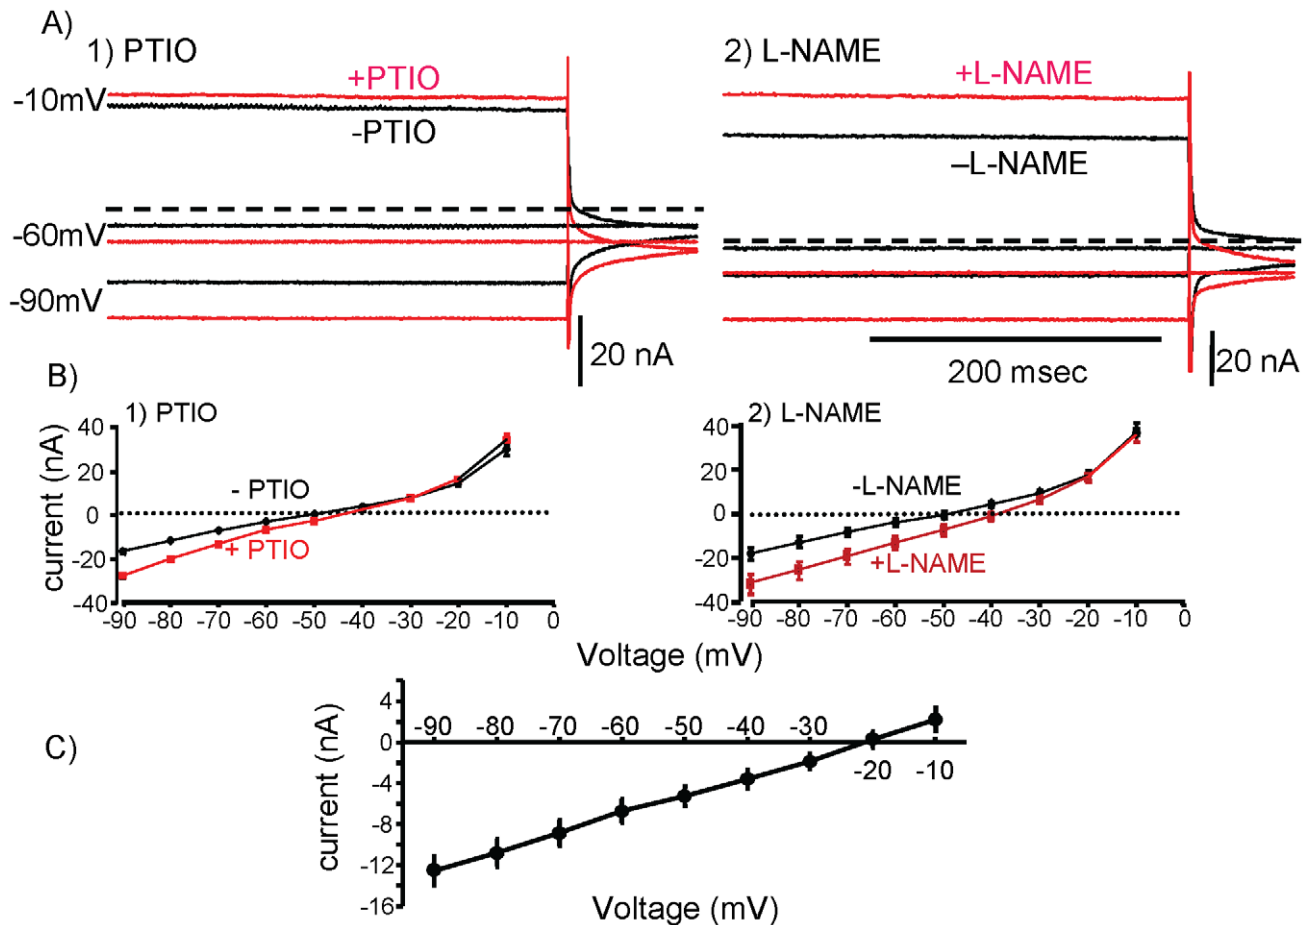 A)
1) PTIO
2) L-NAME
+PTIO
-PTIO
+L-NAME
–L-NAME
-10mV
-60mV
-90mV
20 nA
200 msec
20 nA
B)
1) PTIO
2) L-NAME
current (nA)
40
20
0
-20
-40
- PTIO
+ PTIO
-90 -80 -70 -60 -50 -40 -30 -20 -10 0
40
20
0
-20
-40
-L-NAME
+L-NAME
-90 -80 -70 -60 -50 -40 -30 -20 -10 0
Voltage (mV)
C)
current (nA)
4
0
-4
-8
-12
-16
-90 -80 -70 -60 -50 -40 -30
-20 -10
Voltage (mV)